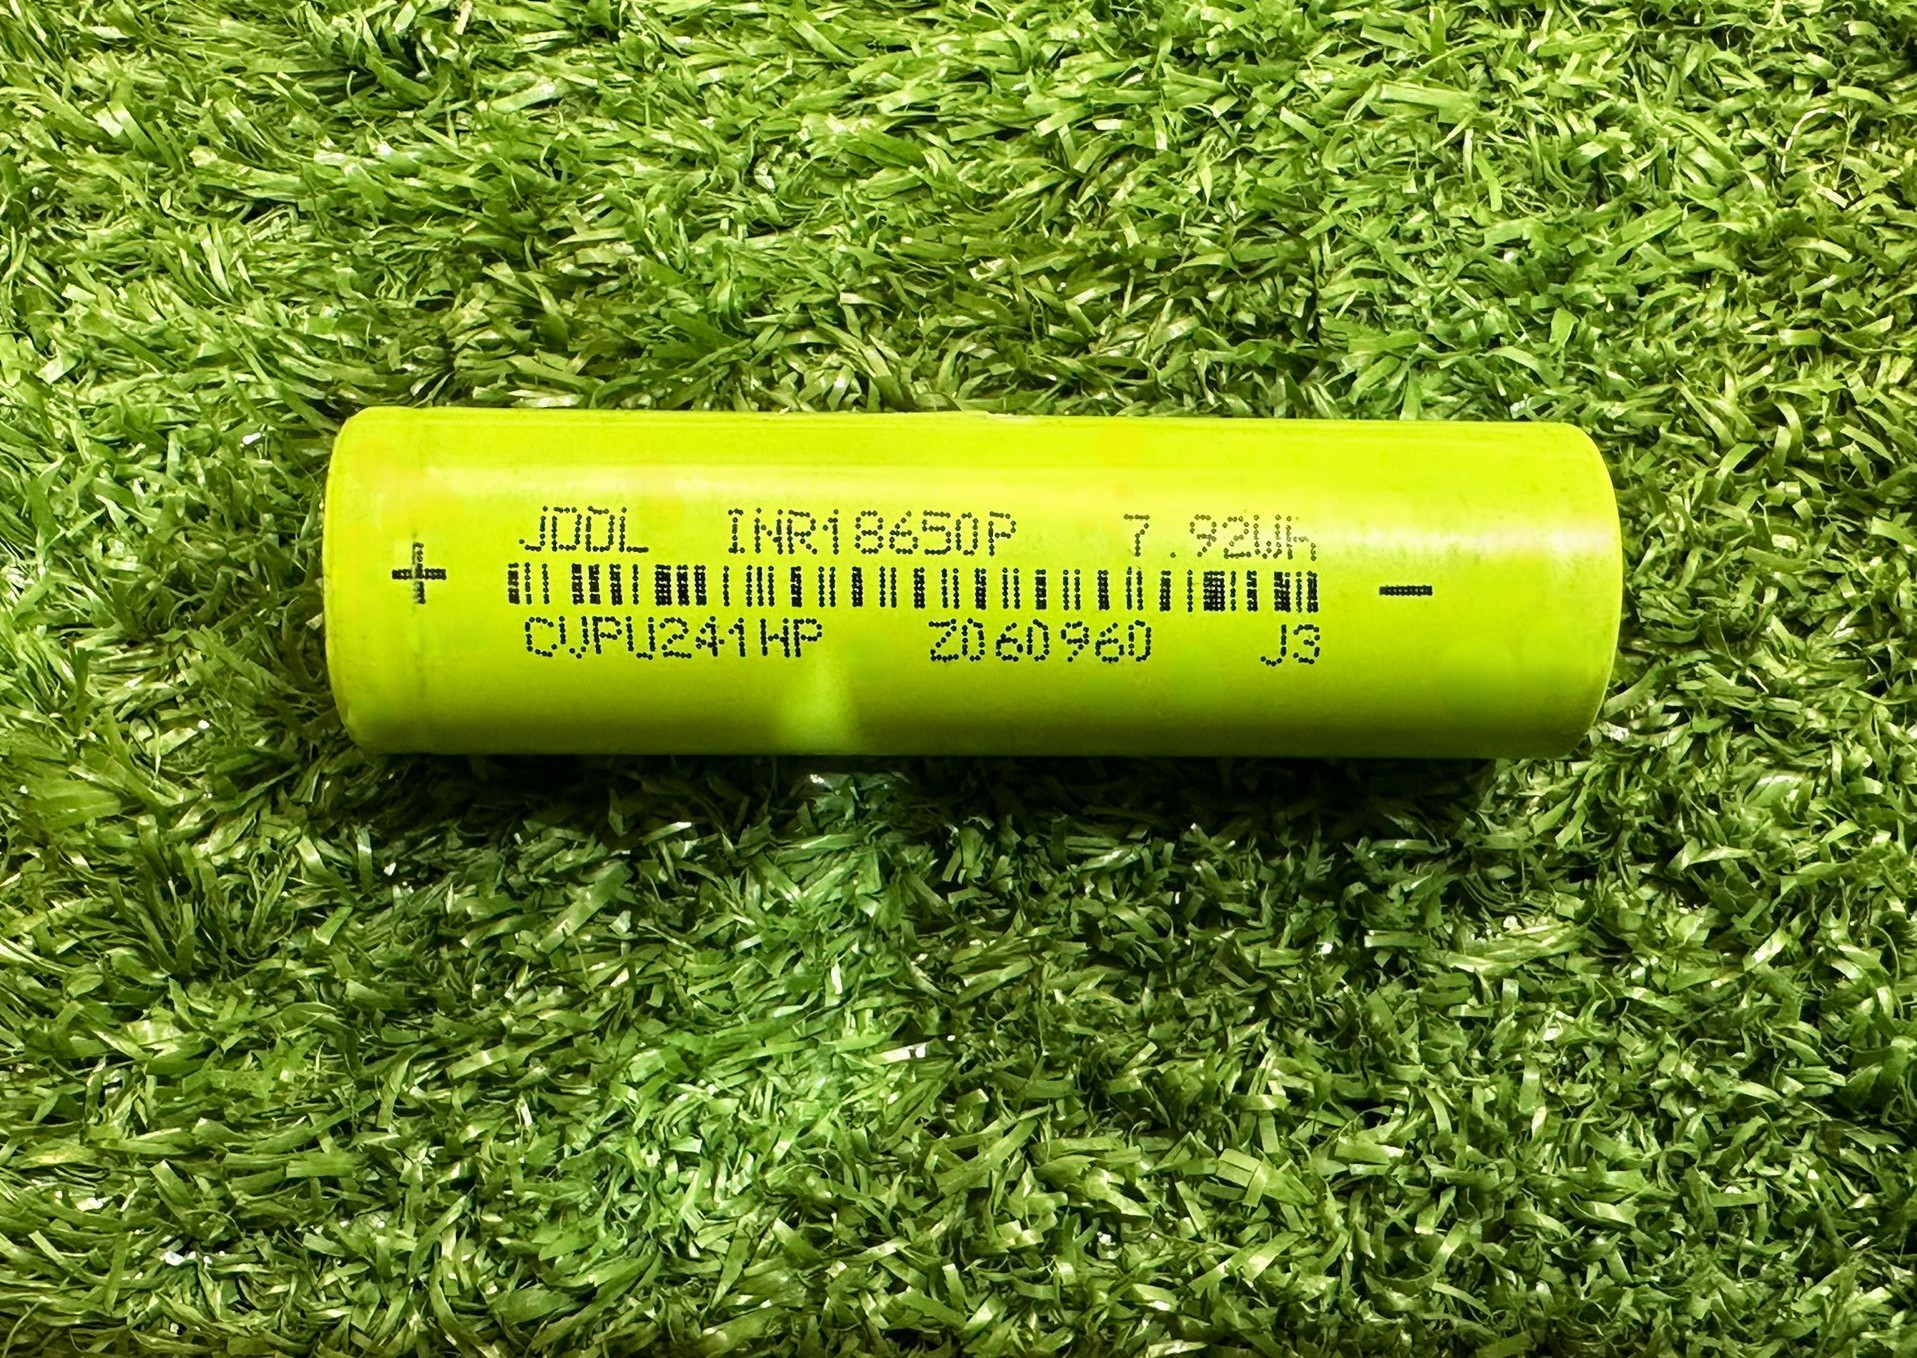 JDDL INR18650P 7.92Wh
+ -
CVPU241HP Z060960 J3